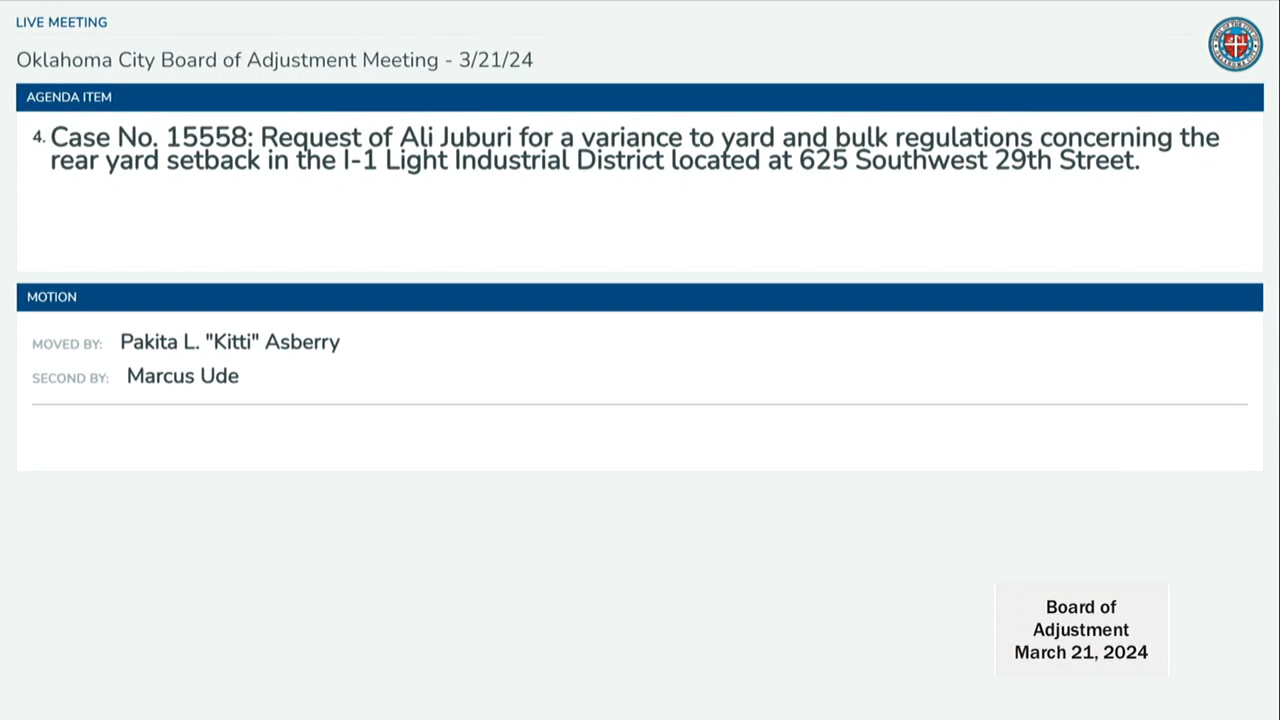 LIVE MEETING
Oklahoma City Board of Adjustment Meeting - 3/21/24
AGENDA ITEM
4. Case No. 15558: Request of Ali Juburi for a variance to yard and bulk regulations concerning the
rear yard setback in the I-1 Light Industrial District located at 625 Southwest 29th Street.
MOTION
MOVED BY: Pakita L. "Kitti" Asberry
SECOND BY: Marcus Ude
Board of
Adjustment
March 21, 2024